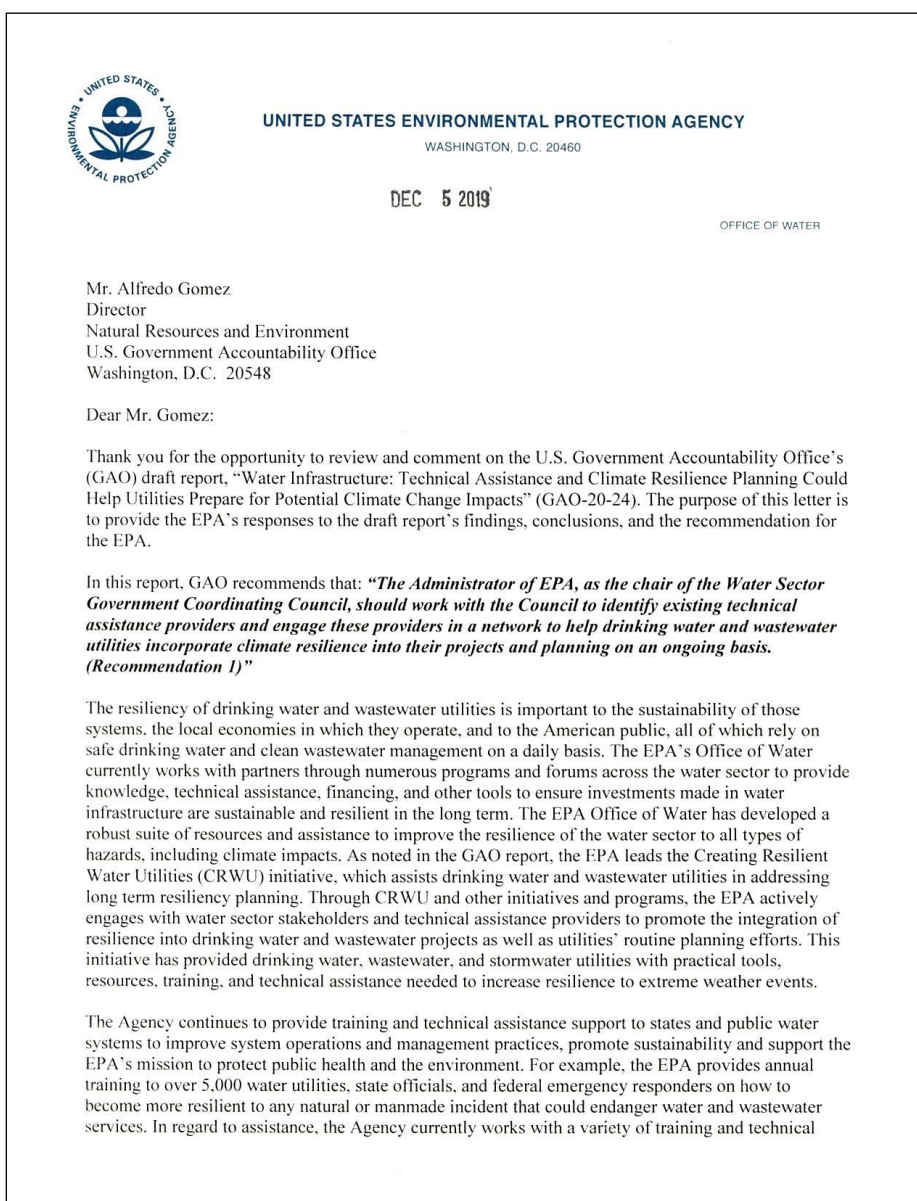 UNITED STATES
ENVIRONMENTAL PROTECTION AGENCY
UNITED STATES ENVIRONMENTAL PROTECTION AGENCY
WASHINGTON, D.C. 20460
DEC 5 2019
OFFICE OF WATER
Mr. Alfredo Gomez
Director
Natural Resources and Environment
U.S. Government Accountability Office
Washington, D.C. 20548
Dear Mr. Gomez:
Thank you for the opportunity to review and comment on the U.S. Government Accountability Office's
(GAO) draft report, “Water Infrastructure: Technical Assistance and Climate Resilience Planning Could
Help Utilities Prepare for Potential Climate Change Impacts” (GAO-20-24). The purpose of this letter is
to provide the EPA's responses to the draft report's findings, conclusions, and the recommendation for
the EPA.
In this report, GAO recommends that: “The Administrator of EPA, as the chair of the Water Sector
Government Coordinating Council, should work with the Council to identify existing technical
assistance providers and engage these providers in a network to help drinking water and wastewater
utilities incorporate climate resilience into their projects and planning on an ongoing basis.
(Recommendation 1)”
The resiliency of drinking water and wastewater utilities is important to the sustainability of those
systems, the local economies in which they operate, and to the American public, all of which rely on
safe drinking water and clean wastewater management on a daily basis. The EPA's Office of Water
currently works with partners through numerous programs and forums across the water sector to provide
knowledge, technical assistance, financing, and other tools to ensure investments made in water
infrastructure are sustainable and resilient in the long term. The EPA Office of Water has developed a
robust suite of resources and assistance to improve the resilience of the water sector to all types of
hazards, including climate impacts. As noted in the GAO report, the EPA leads the Creating Resilient
Water Utilities (CRWU) initiative, which assists drinking water and wastewater utilities in addressing
long term resiliency planning. Through CRWU and other initiatives and programs, the EPA actively
engages with water sector stakeholders and technical assistance providers to promote the integration of
resilience into drinking water and wastewater projects as well as utilities' routine planning efforts. This
initiative has provided drinking water, wastewater, and stormwater utilities with practical tools,
resources, training, and technical assistance needed to increase resilience to extreme weather events.
The Agency continues to provide training and technical assistance support to states and public water
systems to improve system operations and management practices, promote sustainability and support the
EPA's mission to protect public health and the environment. For example, the EPA provides annual
training to over 5,000 water utilities, state officials, and federal emergency responders on how to
become more resilient to any natural or manmade incident that could endanger water and wastewater
services. In regard to assistance, the Agency currently works with a variety of training and technical